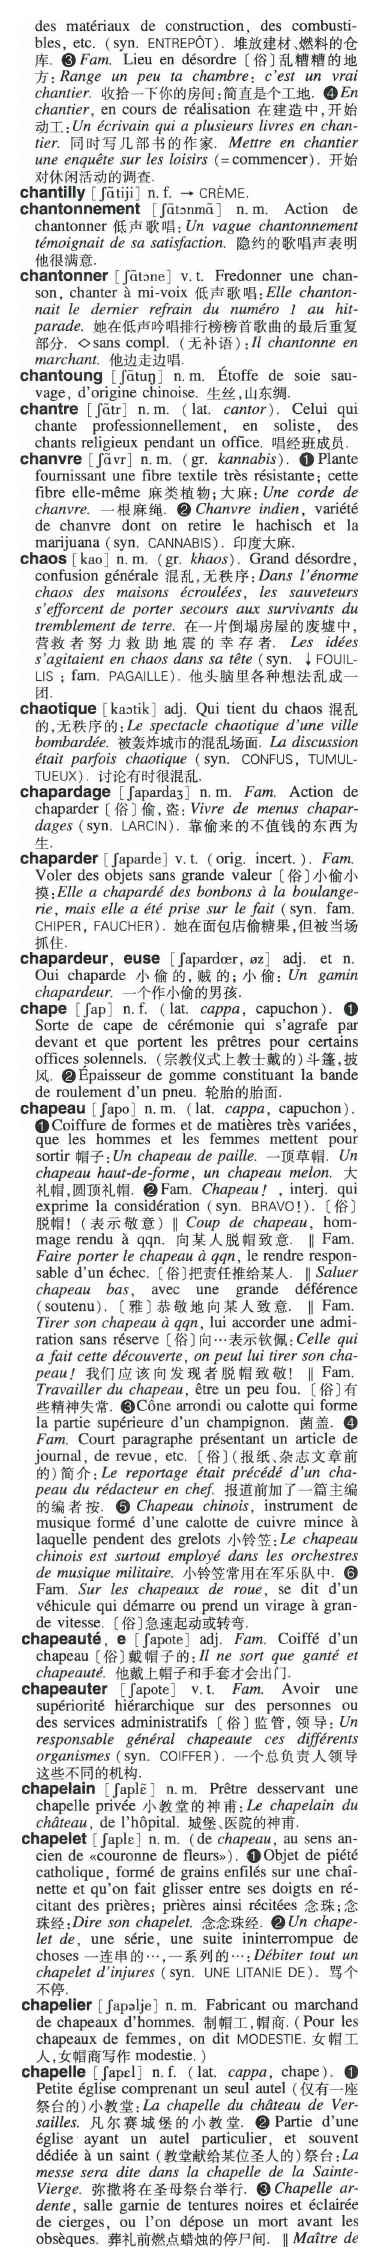 des matériaux de construction, des combusti-
bles, etc. (syn. ENTREPÔT). 堆放建材、燃料的仓
库. ❸ Fam. Lieu en désordre〔俗〕乱糟糟的地
方: Range un peu ta chambre: c'est un vrai
chantier. 收拾一下你的房间:简直是个工地. ❹ En
chantier, en cours de réalisation 在建造中,开始
动工: Un écrivain qui a plusieurs livres en chan-
tier. 同时写几部书的作家. Mettre en chantier
une enquête sur les loisirs (=commencer). 开始
对休闲活动的调查.
chantilly [ʃɑ̃tiji] n. f. → CRÈME.
chantonnement [ʃɑ̃tɔnmɑ̃] n. m. Action de
chantonner 低声歌唱: Un vague chantonnement
témoignait de sa satisfaction. 隐约的歌唱声表明
他很满意.
chantonner [ʃɑ̃tɔne] v. t. Fredonner une chan-
son, chanter à mi-voix 低声歌唱: Elle chanton-
nait le dernier refrain du numéro 1 au hit-
parade. 她在低声吟唱排行榜榜首歌曲的最后重复
部分. ◇sans compl. (无补语): Il chantonne en
marchant. 他边走边唱.
chantoung [ʃɑ̃tuŋ] n. m. Étoffe de soie sau-
vage, d'origine chinoise. 生丝,山东绸.
chantre [ʃɑ̃tr] n. m. (lat. cantor). Celui qui
chante professionnellement, en soliste, des
chants religieux pendant un office. 唱经班成员.
chanvre [ʃɑ̃vr] n. m. (gr. kannabis). ❶ Plante
fournissant une fibre textile très résistante; cette
fibre elle-même 麻类植物;大麻: Une corde de
chanvre. 一根麻绳. ❷ Chanvre indien, variété
de chanvre dont on retire le hachisch et la
marijuana (syn. CANNABIS). 印度大麻.
chaos [kao] n. m. (gr. khaos). Grand désordre,
confusion générale 混乱,无秩序: Dans l'énorme
chaos des maisons écroulées, les sauveteurs
s'efforcent de porter secours aux survivants du
tremblement de terre. 在一片倒塌房屋的废墟中,
营救者努力救助地震的幸存者. Les idées
s'agitaient en chaos dans sa tête (syn. ↓FOUIL-
LIS ; fam. PAGAILLE). 他头脑里各种想法乱成一
团.
chaotique [kaɔtik] adj. Qui tient du chaos 混乱
的,无秩序的: Le spectacle chaotique d'une ville
bombardée. 被轰炸城市的混乱场面. La discussion
était parfois chaotique (syn. CONFUS, TUMUL-
TUEUX). 讨论有时很混乱.
chapardage [ʃapardaʒ] n. m. Fam. Action de
chaparder〔俗〕偷,盗: Vivre de menus chapar-
dages (syn. LARCIN). 靠偷来的不值钱的东西为
生.
chaparder [ʃaparde] v. t. (orig. incert.). Fam.
Voler des objets sans grande valeur〔俗〕小偷小
摸: Elle a chapardé des bonbons à la boulange-
rie, mais elle a été prise sur le fait (syn. fam.
CHIPER, FAUCHER). 她在面包店偷糖果,但被当场
抓住.
chapardeur, euse [ʃapardœr, øz] adj. et n.
Oui chaparde 小偷的,贼的;小偷: Un gamin
chapardeur. 一个作小偷的男孩.
chape [ʃap] n. f. (lat. cappa, capuchon). ❶
Sorte de cape de cérémonie qui s'agrafe par
devant et que portent les prêtres pour certains
offices solennels. (宗教仪式上教士戴的)斗篷,披
风. ❷ Épaisseur de gomme constituant la bande
de roulement d'un pneu. 轮胎的胎面.
chapeau [ʃapo] n. m. (lat. cappa, capuchon).
❶ Coiffure de formes et de matières très variées,
que les hommes et les femmes mettent pour
sortir 帽子: Un chapeau de paille. 一顶草帽. Un
chapeau haut-de-forme, un chapeau melon. 大
礼帽,圆顶礼帽. ❷ Fam. Chapeau! , interj. qui
exprime la considération (syn. BRAVO!).〔俗〕
脱帽! (表示敬意) ‖ Coup de chapeau, hom-
mage rendu à qqn. 向某人脱帽致意. ‖ Fam.
Faire porter le chapeau à qqn, le rendre respon-
sable d'un échec.〔俗〕把责任推给某人. ‖ Saluer
chapeau bas, avec une grande déférence
(soutenu).〔雅〕恭敬地向某人致意. ‖ Fam.
Tirer son chapeau à qqn, lui accorder une admi-
ration sans réserve〔俗〕向…表示钦佩: Celle qui
a fait cette découverte, on peut lui tirer son cha-
peau! 我们应该向发现者脱帽致敬! ‖ Fam.
Travailler du chapeau, être un peu fou.〔俗〕有
些精神失常. ❸ Cône arrondi ou calotte qui forme
la partie supérieure d'un champignon. 菌盖. ❹
Fam. Court paragraphe présentant un article de
journal, de revue, etc.〔俗〕(报纸、杂志文章前
的)简介: Le reportage était précédé d'un cha-
peau du rédacteur en chef. 报道前加了一篇主编
的编者按. ❺ Chapeau chinois, instrument de
musique formé d'une calotte de cuivre mince à
laquelle pendent des grelots 小铃笠: Le chapeau
chinois est surtout employé dans les orchestres
de musique militaire. 小铃笠常用在军乐队中. ❻
Fam. Sur les chapeaux de roue, se dit d'un
véhicule qui démarre ou prend un virage à gran-
de vitesse.〔俗〕急速起动或转弯.
chapeauté, e [ʃapote] adj. Fam. Coiffé d'un
chapeau〔俗〕戴帽子的: Il ne sort que ganté et
chapeauté. 他戴上帽子和手套才会出门.
chapeauter [ʃapote] v. t. Fam. Avoir une
supériorité hiérarchique sur des personnes ou
des services administratifs〔俗〕监管,领导: Un
responsable général chapeaute ces différents
organismes (syn. COIFFER). 一个总负责人领导
这些不同的机构.
chapelain [ʃaplɛ̃] n. m. Prêtre desservant une
chapelle privée 小教堂的神甫: Le chapelain du
château, de l'hôpital. 城堡、医院的神甫.
chapelet [ʃaplɛ] n. m. (de chapeau, au sens an-
cien de «couronne de fleurs»). ❶ Objet de piété
catholique, formé de grains enfilés sur une chaî-
nette et qu'on fait glisser entre ses doigts en ré-
citant des prières; prières ainsi récitées 念珠;念
珠经: Dire son chapelet. 念念珠经. ❷ Un chape-
let de, une série, une suite ininterrompue de
choses 一连串的…,一系列的…: Débiter tout un
chapelet d'injures (syn. UNE LITANIE DE). 骂个
不停.
chapelier [ʃapəlje] n. m. Fabricant ou marchand
de chapeaux d'hommes. 制帽工,帽商. (Pour les
chapeaux de femmes, on dit MODESTIE. 女帽工
人,女帽商写作 modestie.)
chapelle [ʃapɛl] n. f. (lat. cappa, chape). ❶
Petite église comprenant un seul autel (仅有一座
祭台的)小教堂: La chapelle du château de Ver-
sailles. 凡尔赛城堡的小教堂. ❷ Partie d'une
église ayant un autel particulier, et souvent
dédiée à un saint (教堂献给某位圣人的)祭台: La
messe sera dite dans la chapelle de la Sainte-
Vierge. 弥撒将在圣母祭台举行. ❸ Chapelle ar-
dente, salle garnie de tentures noires et éclairée
de cierges, ou l'on dépose un mort avant les
obsèques. 葬礼前燃点蜡烛的停尸间. ‖ Maître de